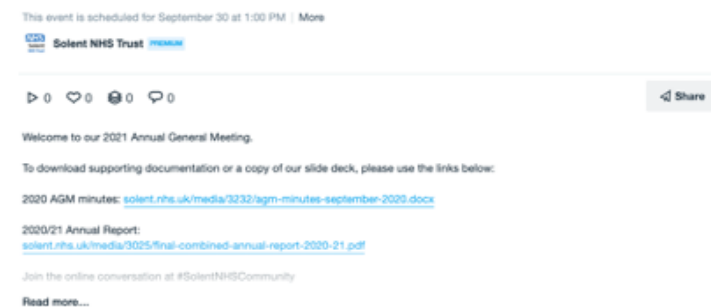 This event is scheduled for September 30 at 1:00 PM | More
NHS
Solent
Solent NHS Trust PREMIUM
0 0 0 0
Share
Welcome to our 2021 Annual General Meeting.
To download supporting documentation or a copy of our slide deck, please use the links below:
2020 AGM minutes: solent.nhs.uk/media/3232/agm-minutes-september-2020.docx
2020/21 Annual Report:
solent.nhs.uk/media/3025/final-combined-annual-report-2020-21.pdf
Join the online conversation at #SolentNHSCommunity
Read more...